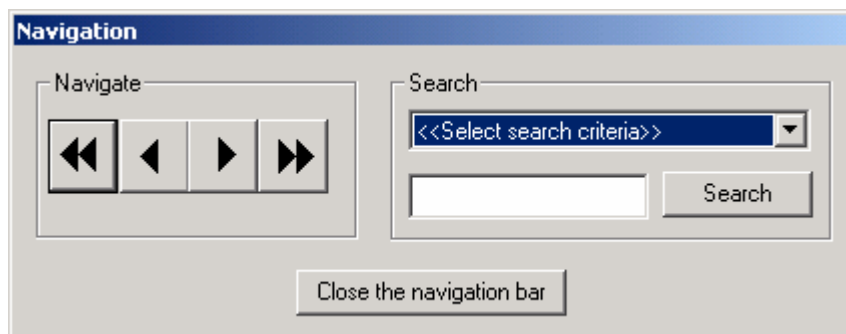 Navigation
Navigate
Search
<<Select search criteria>>
Search
Close the navigation bar